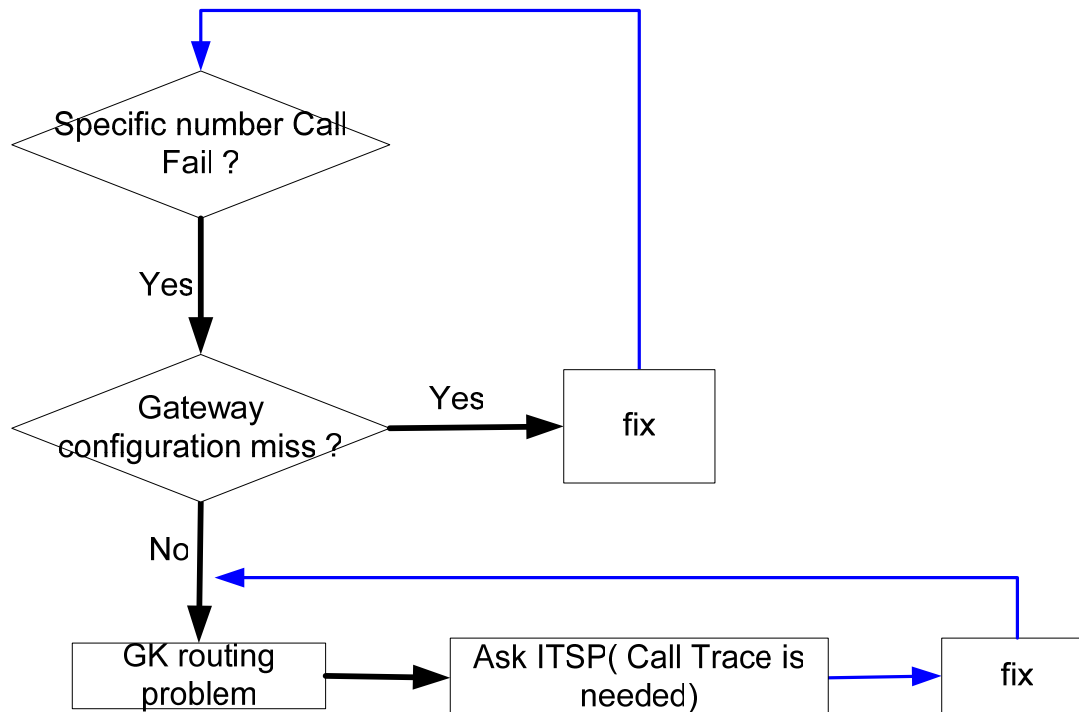 Specific number Call
Fail ?
Yes
Gateway
configuration miss ?
Yes
fix
No
GK routing
problem
Ask ITSP( Call Trace is
needed)
fix